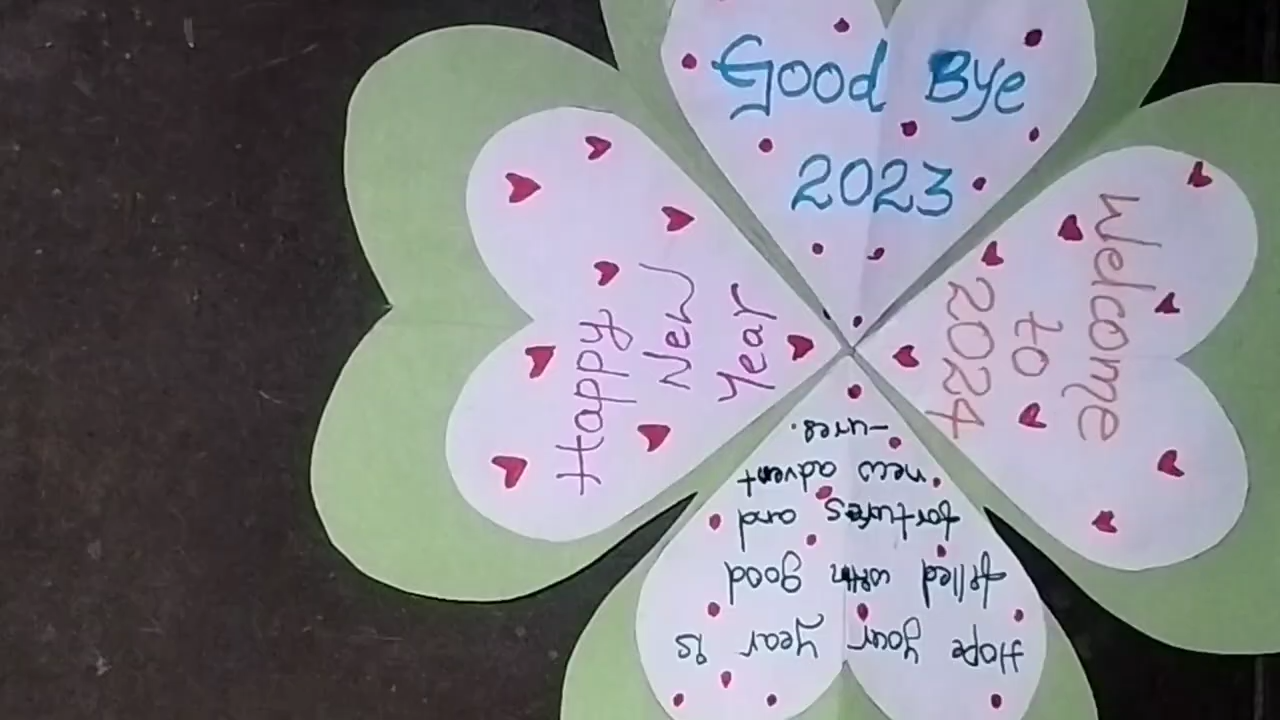 Good Bye
2023
Welcome
to
2024
Hope your year is
filled with good
fortures and
new advent
-ures.
Happy
New
Year